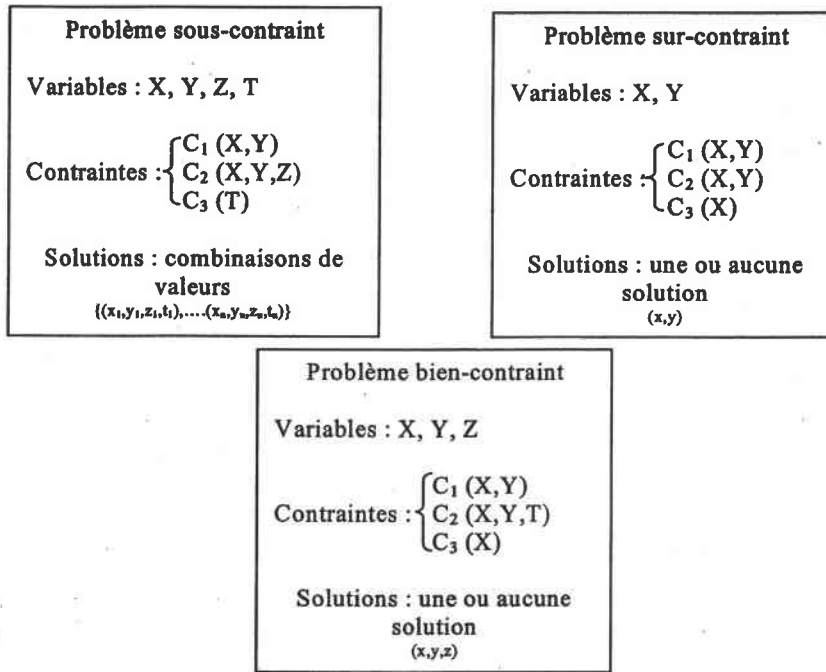 Problème sous-contraint
Variables : X, Y, Z, T
Contraintes :
C₁ (X,Y)
C₂ (X,Y,Z)
C₃ (T)
Solutions : combinaisons de
valeurs
{(x₁,y₁,z₁,t₁),....(xₙ,yₙ,zₙ,tₙ)}
Problème sur-contraint
Variables : X, Y
Contraintes :
C₁ (X,Y)
C₂ (X,Y)
C₃ (X)
Solutions : une ou aucune
solution
(x,y)
Problème bien-contraint
Variables : X, Y, Z
Contraintes :
C₁ (X,Y)
C₂ (X,Y,T)
C₃ (X)
Solutions : une ou aucune
solution
(x,y,z)